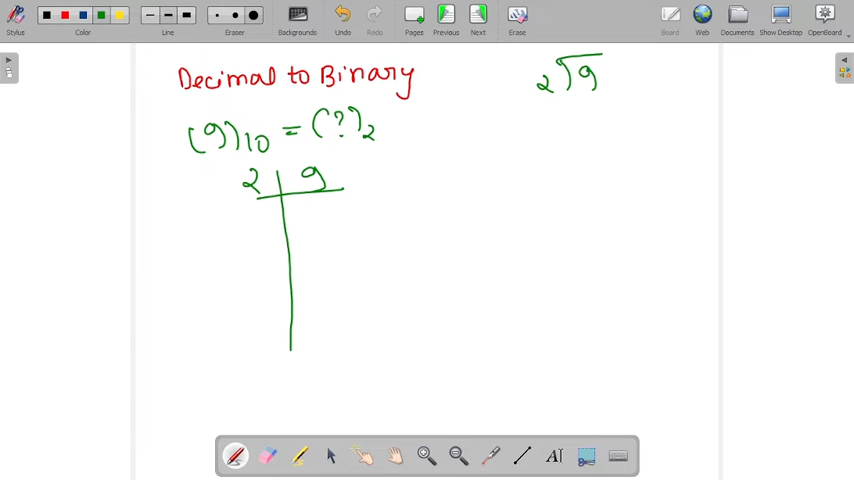 Stylus
Color
Line
Eraser
Backgrounds
Undo
Redo
Pages
Previous
Next
Erase
Board
Web
Documents
Show Desktop
OpenBoard
Decimal to Binary
2 9
(9)10 = (?)2
2 9